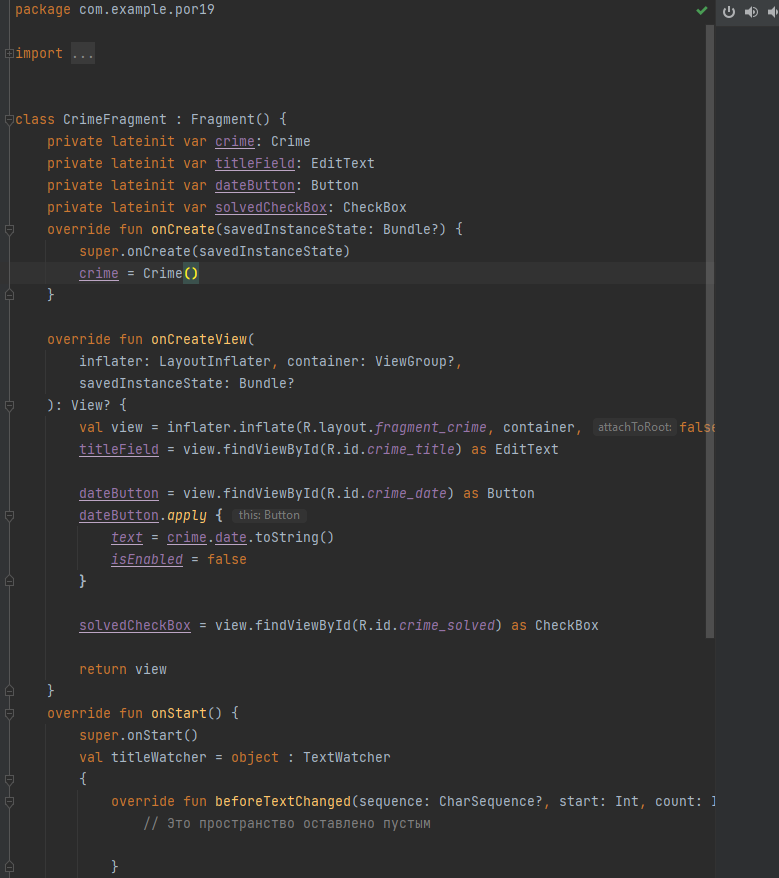 package com.example.por19
import ...
class CrimeFragment : Fragment() {
private lateinit var crime: Crime
private lateinit var titleField: EditText
private lateinit var dateButton: Button
private lateinit var solvedCheckBox: CheckBox
override fun onCreate(savedInstanceState: Bundle?) {
super.onCreate(savedInstanceState)
crime = Crime()
}
override fun onCreateView(
inflater: LayoutInflater, container: ViewGroup?,
savedInstanceState: Bundle?
): View? {
val view = inflater.inflate(R.layout.fragment_crime, container, attachToRoot: false
titleField = view.findViewById(R.id.crime_title) as EditText
dateButton = view.findViewById(R.id.crime_date) as Button
dateButton.apply { this: Button
text = crime.date.toString()
isEnabled = false
}
solvedCheckBox = view.findViewById(R.id.crime_solved) as CheckBox
return view
}
override fun onStart() {
super.onStart()
val titleWatcher = object : TextWatcher
{
override fun beforeTextChanged(sequence: CharSequence?, start: Int, count: I
// Это пространство оставлено пустым
}